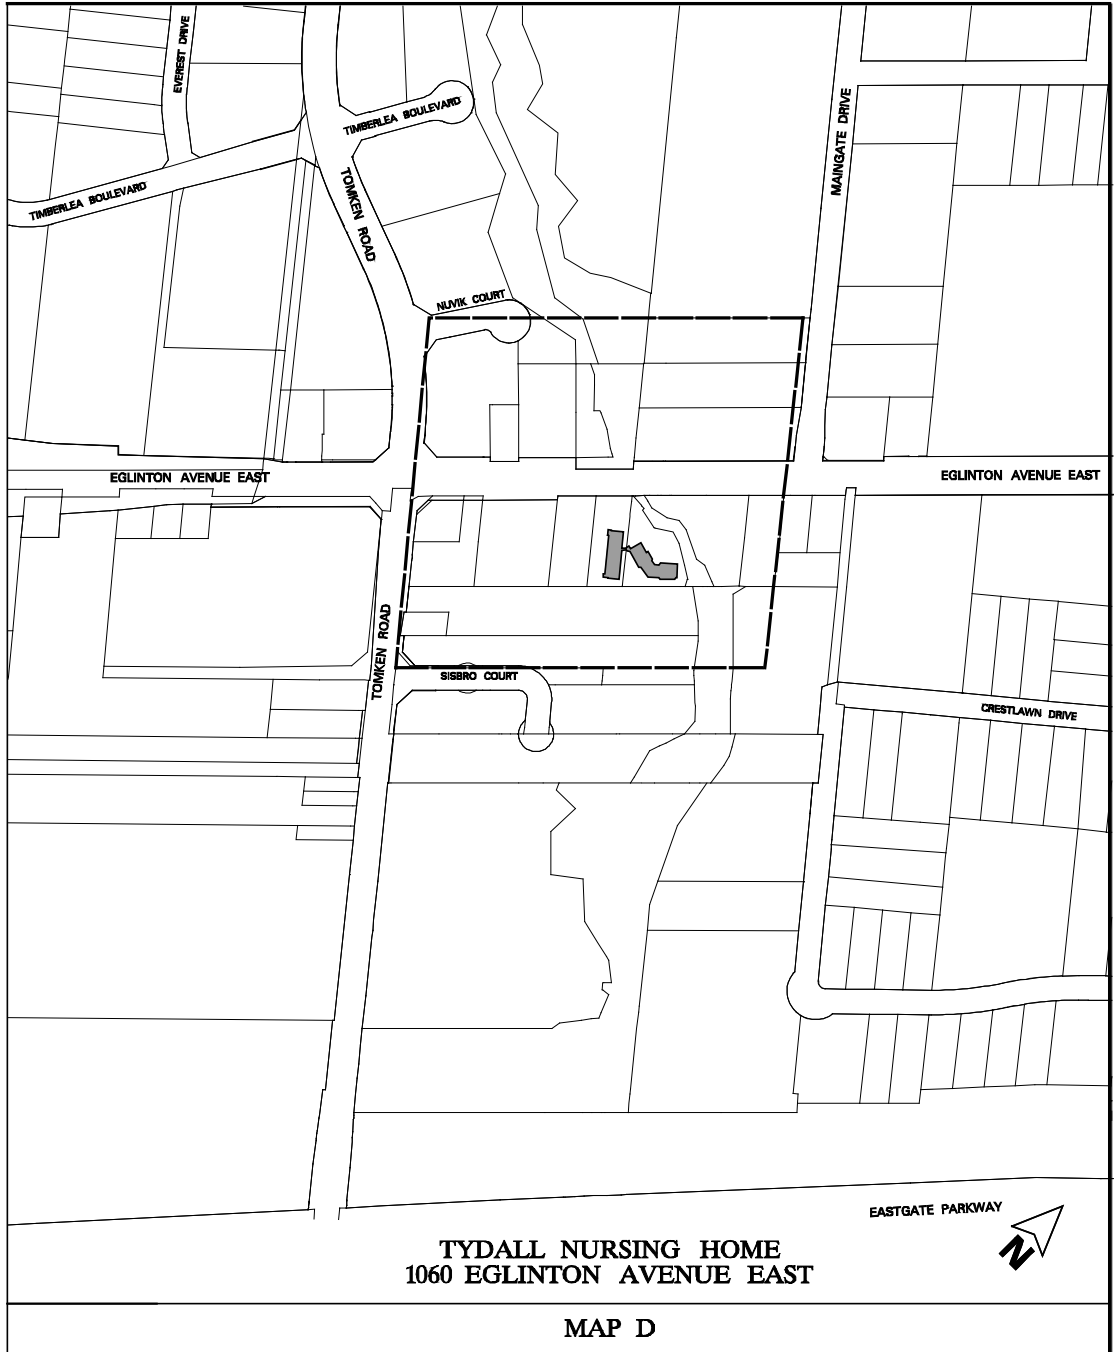 EVEREST DRIVE
TIMBERLEA BOULEVARD
MAINGATE DRIVE
TIMBERLEA BOULEVARD
TOMKEN ROAD
NUVIK COURT
EGLINTON AVENUE EAST
EGLINTON AVENUE EAST
TOMKEN ROAD
SISBRO COURT
CRESTLAWN DRIVE
EASTGATE PARKWAY
N
TYDALL NURSING HOME
1060 EGLINTON AVENUE EAST
MAP D